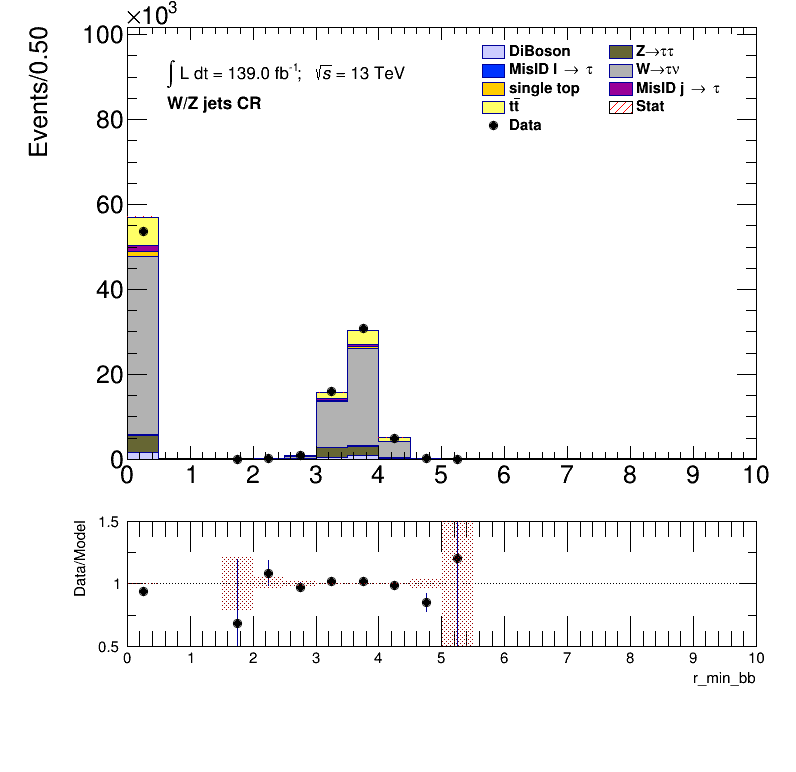 ×10³
Events/0.50
100
80
60
40
20
0
∫ L dt = 139.0 fb⁻¹; √s = 13 TeV
W/Z jets CR
DiBoson
Z→ττ
MisID l → τ
W→τν
single top
MisID j → τ
tt̄
Stat
Data
0 1 2 3 4 5 6 7 8 9 10
Data/Model
1.5
1
0.5
0 1 2 3 4 5 6 7 8 9 10
r_min_bb